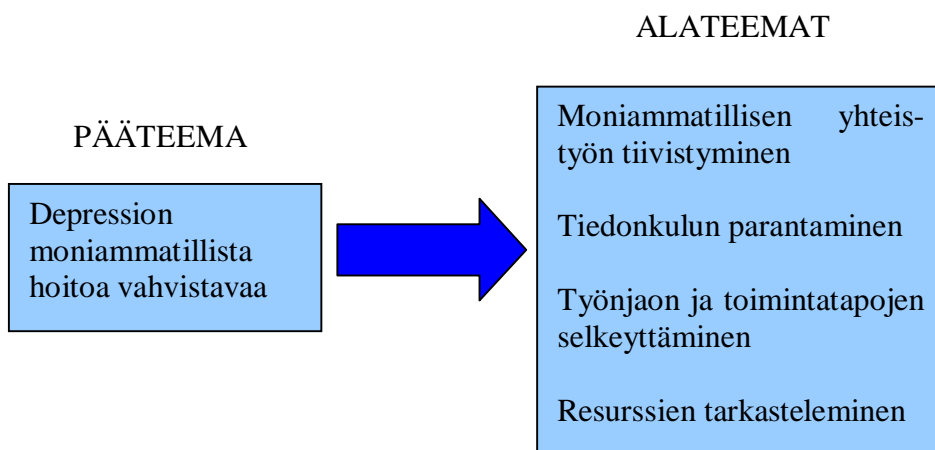 PÄÄTEEMA
Depression
moniammatillista
hoitoa vahvistavaa
ALATEEMAT
Moniammatillisen yhteis-
työn tiivistyminen
Tiedonkulun parantaminen
Työnjaon ja toimintatapojen
selkeyttäminen
Resurssien tarkasteleminen